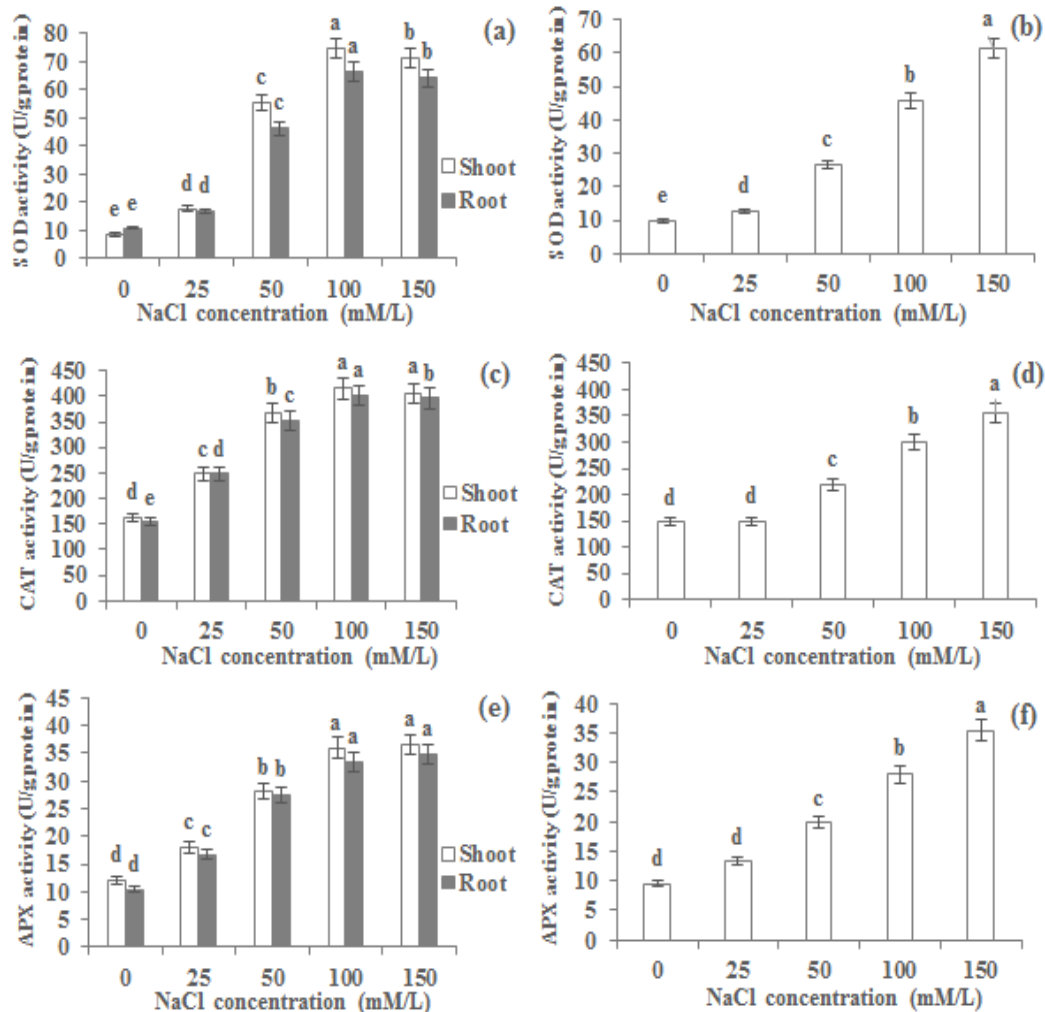 (a)
SOD activity (U/gprotein)
80
70
60
50
40
30
20
10
0
e e d d c c a a b b
Shoot
Root
0 25 50 100 150
NaCl concentration (mM/L)
(b)
SOD activity (U/gprotein)
70
60
50
40
30
20
10
0
e d c b a
0 25 50 100 150
NaCl concentration (mM/L)
(c)
CAT activity (U/gprotein)
450
400
350
300
250
200
150
100
50
0
d e c d b c a a a b
Shoot
Root
0 25 50 100 150
NaCl concentration (mM/L)
(d)
CAT activity (U/gprotein)
450
400
350
300
250
200
150
100
50
0
d d c b a
0 25 50 100 150
NaCl concentration (mM/L)
(e)
APX activity (U/gprotein)
45
40
35
30
25
20
15
10
5
0
d d c c b b a a a a
Shoot
Root
0 25 50 100 150
NaCl concentration (mM/L)
(f)
APX activity (U/gprotein)
40
35
30
25
20
15
10
5
0
d d c b a
0 25 50 100 150
NaCl concentration (mM/L)